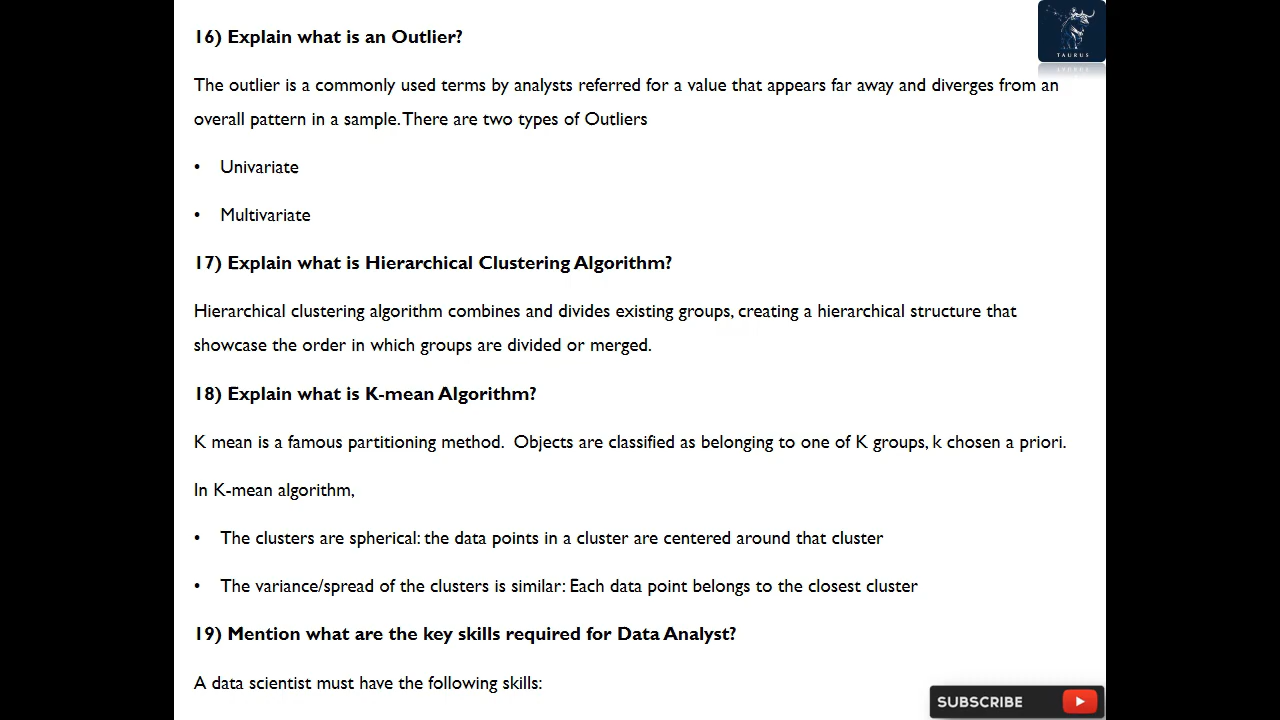 16) Explain what is an Outlier?
TAURUS
The outlier is a commonly used terms by analysts referred for a value that appears far away and diverges from an
overall pattern in a sample. There are two types of Outliers
• Univariate
• Multivariate
17) Explain what is Hierarchical Clustering Algorithm?
Hierarchical clustering algorithm combines and divides existing groups, creating a hierarchical structure that
showcase the order in which groups are divided or merged.
18) Explain what is K-mean Algorithm?
K mean is a famous partitioning method.  Objects are classified as belonging to one of K groups, k chosen a priori.
In K-mean algorithm,
• The clusters are spherical: the data points in a cluster are centered around that cluster
• The variance/spread of the clusters is similar: Each data point belongs to the closest cluster
19) Mention what are the key skills required for Data Analyst?
A data scientist must have the following skills:
SUBSCRIBE